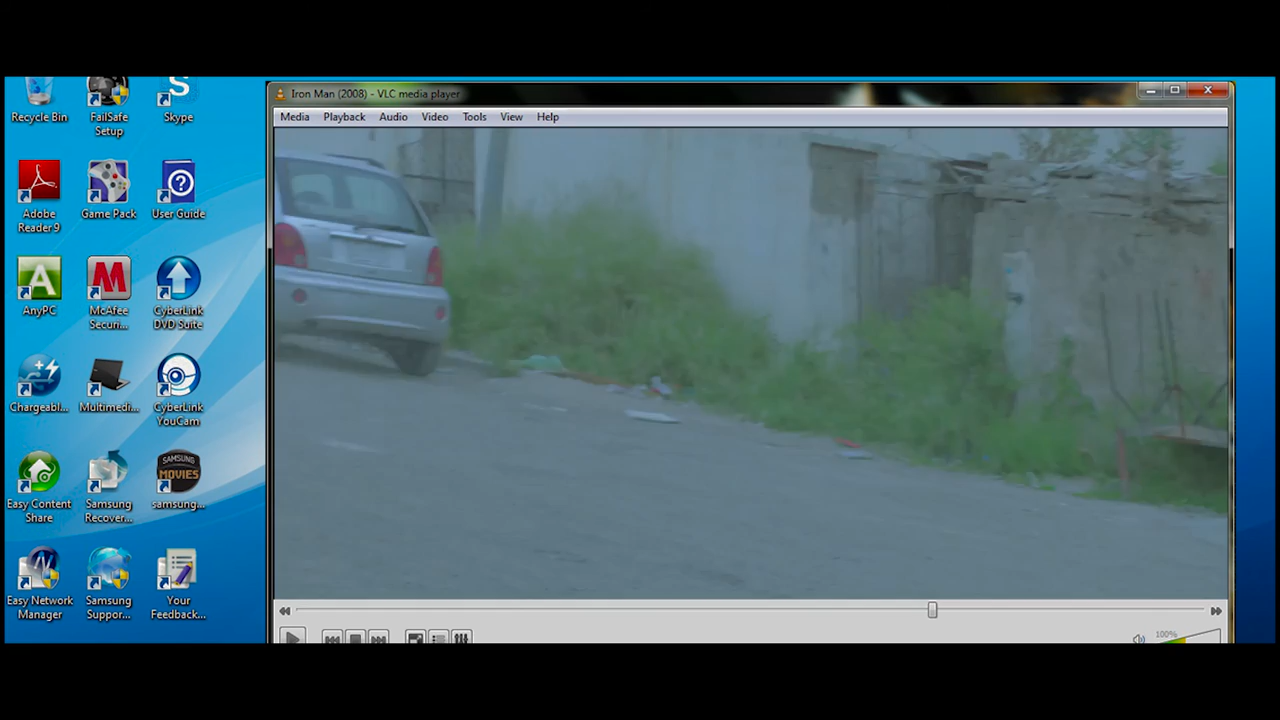 Recycle Bin
FailSafe
Setup
Skype
Adobe
Reader 9
Game Pack
User Guide
AnyPC
McAfee
Securi...
CyberLink
DVD Suite
Chargeabl...
Multimedi...
CyberLink
YouCam
SAMSUNG
MOVIES
Easy Content
Share
Samsung
Recover...
samsung...
Easy Network
Manager
Samsung
Suppor...
Your
Feedback...
Iron Man (2008) - VLC media player
Media Playback Audio Video Tools View Help
100%